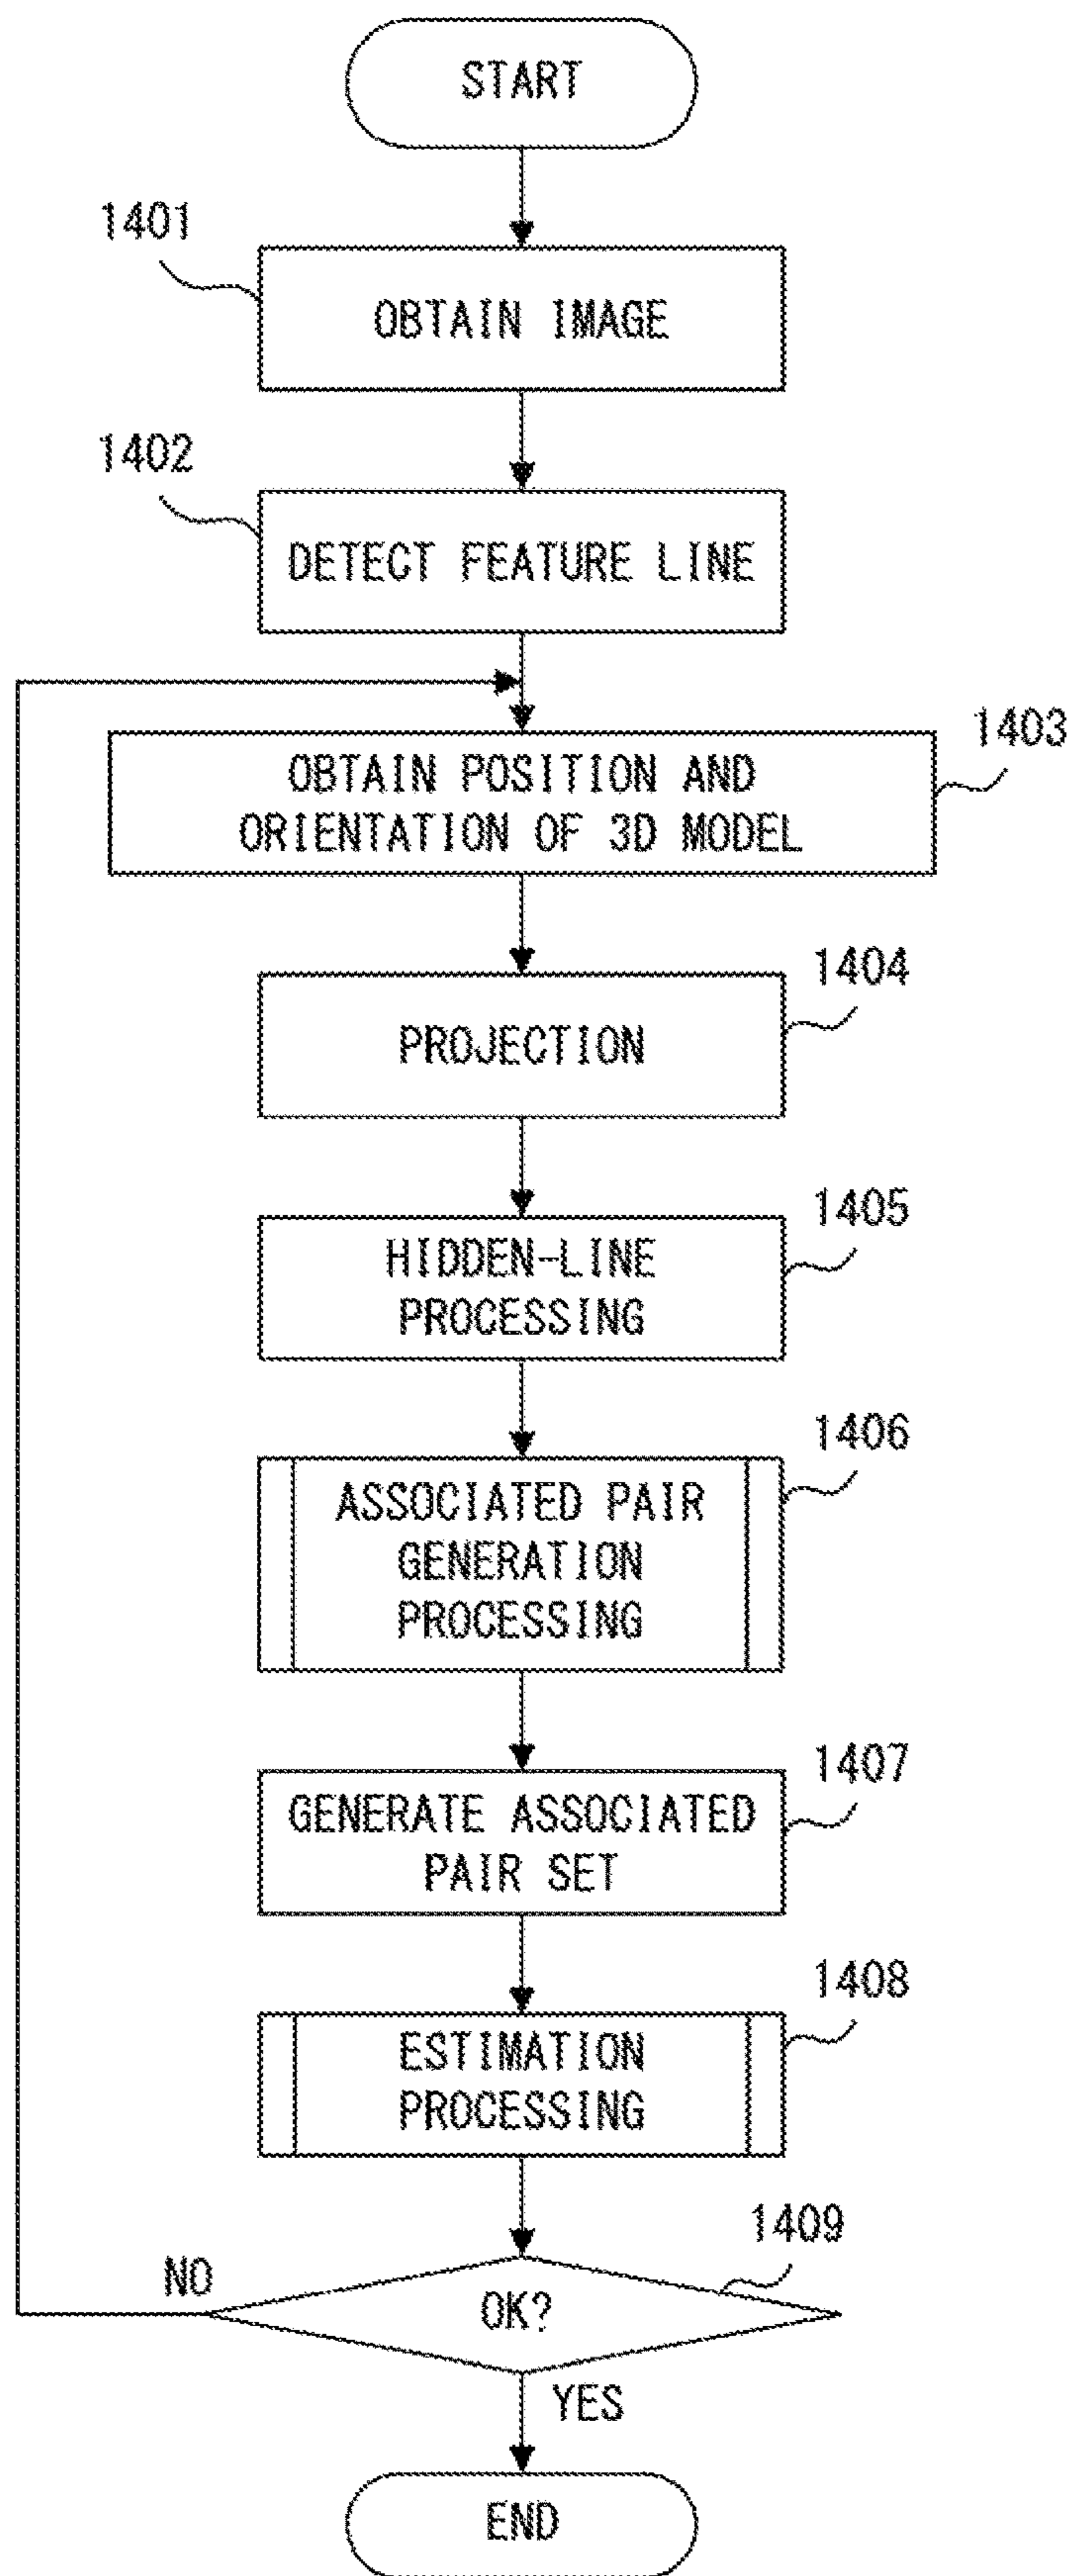 START
1401
OBTAIN IMAGE
1402
DETECT FEATURE LINE
1403
OBTAIN POSITION AND
ORIENTATION OF 3D MODEL
1404
PROJECTION
1405
HIDDEN-LINE
PROCESSING
1406
ASSOCIATED PAIR
GENERATION
PROCESSING
1407
GENERATE ASSOCIATED
PAIR SET
1408
ESTIMATION
PROCESSING
1409
NO
OK?
YES
END